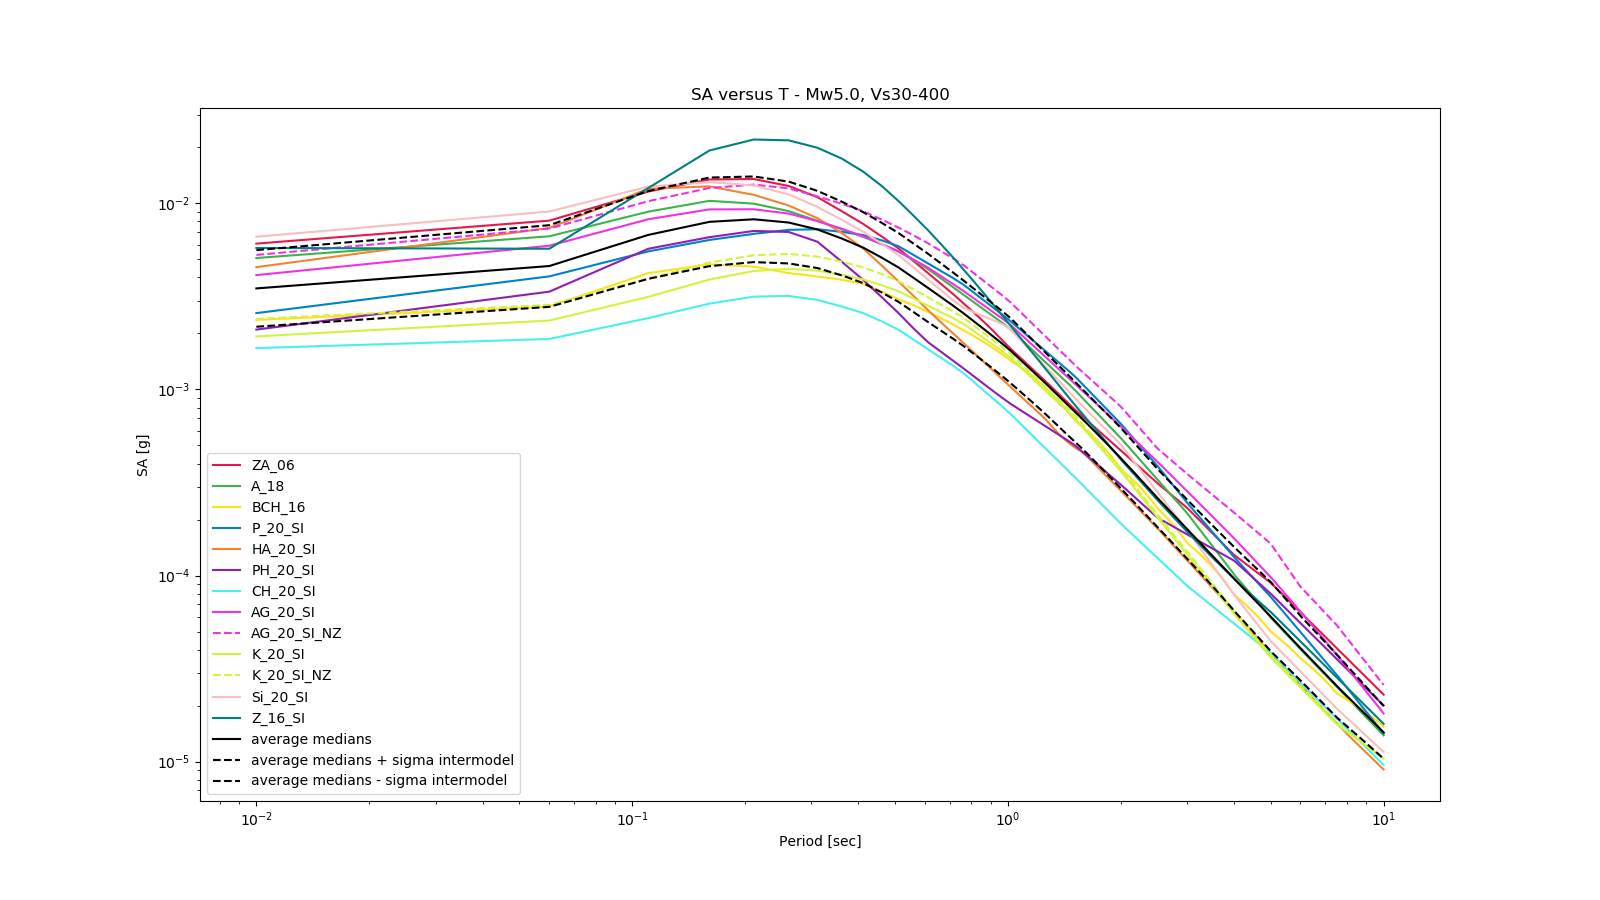 SA versus T - Mw5.0, Vs30-400
SA [g]
10⁻²
10⁻³
10⁻⁴
10⁻⁵
ZA_06
A_18
BCH_16
P_20_SI
HA_20_SI
PH_20_SI
CH_20_SI
AG_20_SI
AG_20_SI_NZ
K_20_SI
K_20_SI_NZ
Si_20_SI
Z_16_SI
average medians
average medians + sigma intermodel
average medians - sigma intermodel
10⁻² 10⁻¹ 10⁰ 10¹
Period [sec]